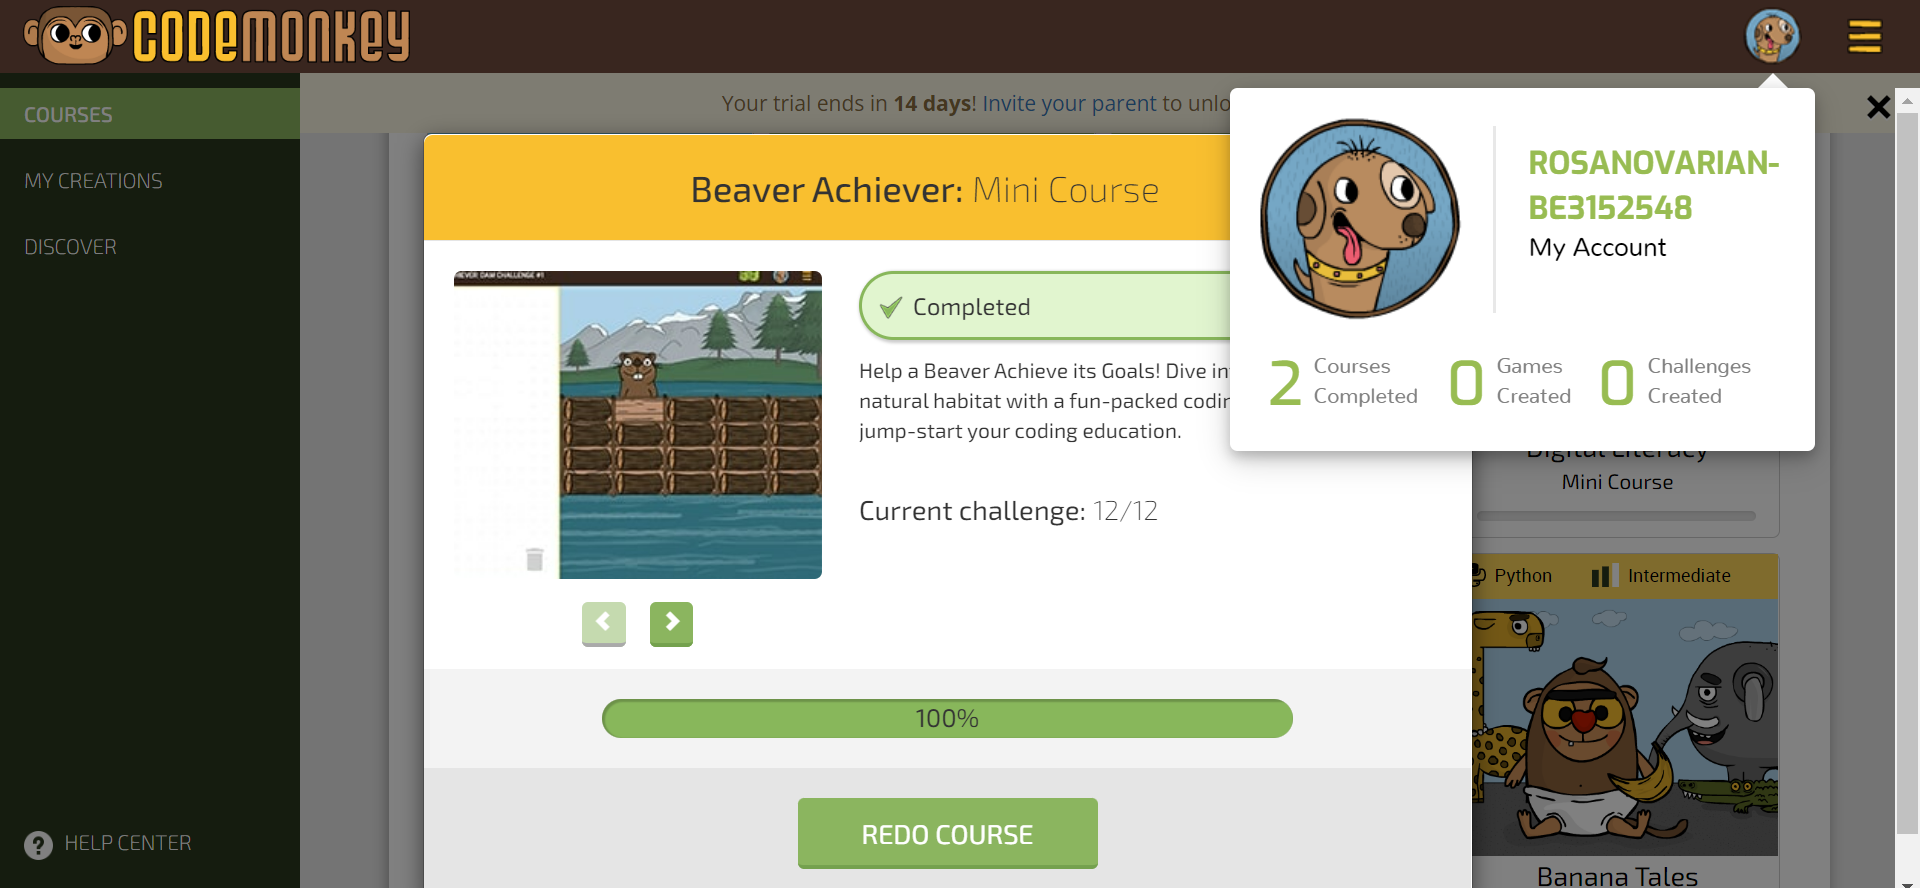 CODEMONKEY
COURSES
MY CREATIONS
DISCOVER
HELP CENTER
Your trial ends in 14 days! Invite your parent to unlo
Beaver Achiever: Mini Course
IEVER: DAM CHALLENGE #1
Completed
Help a Beaver Achieve its Goals! Dive in
natural habitat with a fun-packed codin
jump-start your coding education.
Current challenge: 12/12
100%
REDO COURSE
ROSANOVARIAN-
BE3152548
My Account
2 Courses Completed
0 Games Created
0 Challenges Created
Digital Literacy
Mini Course
Python Intermediate
Banana Tales